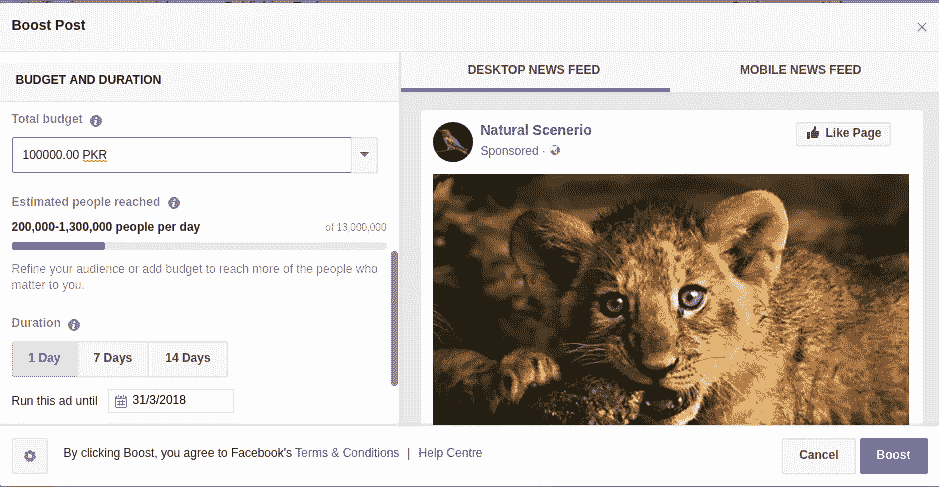 Boost Post
BUDGET AND DURATION
Total budget
100000.00 PKR
Estimated people reached
200,000-1,300,000 people per day
of 13,000,000
Refine your audience or add budget to reach more of the people who
matter to you.
Duration
1 Day
7 Days
14 Days
Run this ad until
31/3/2018
DESKTOP NEWS FEED
MOBILE NEWS FEED
Natural Scenerio
Sponsored ·
Like Page
By clicking Boost, you agree to Facebook's Terms & Conditions | Help Centre
Cancel
Boost